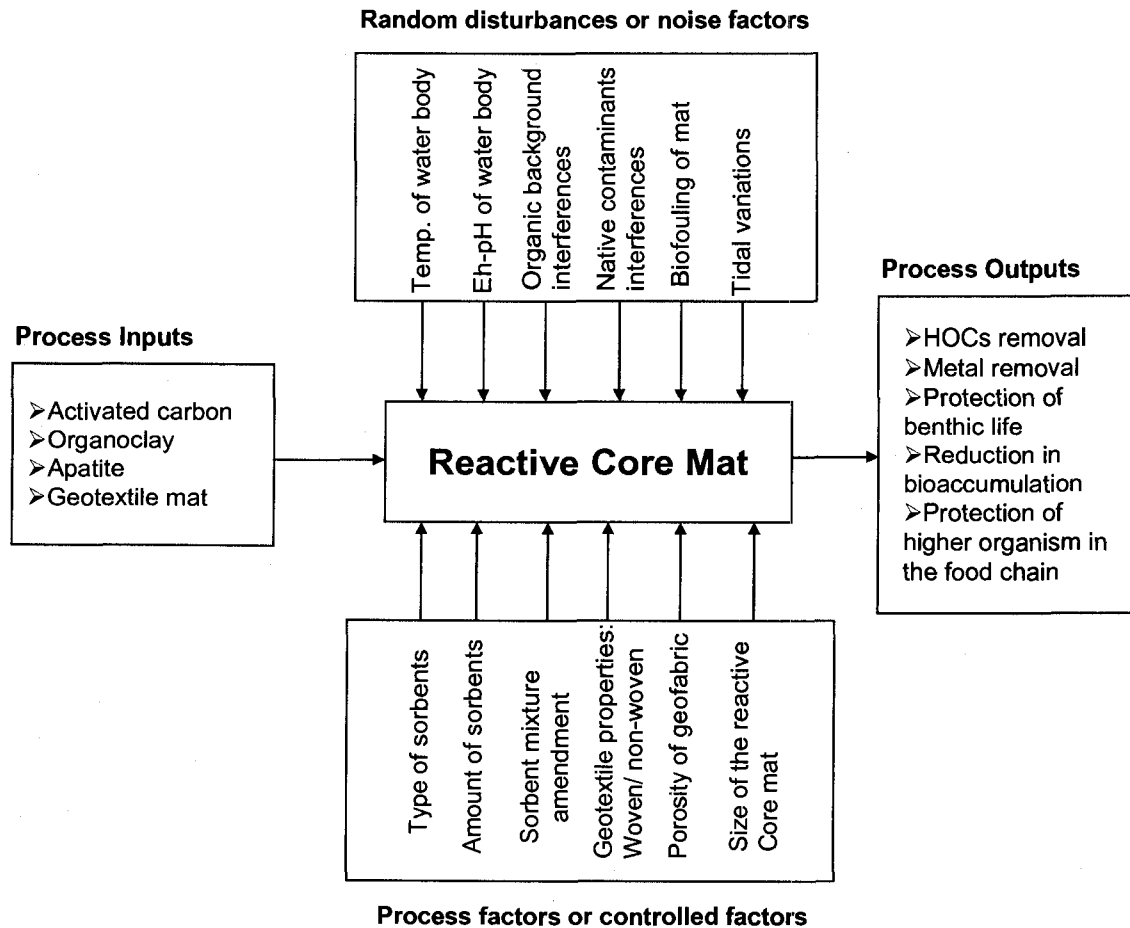 Random disturbances or noise factors
Temp. of water body
Eh-pH of water body
Organic background
interferences
Native contaminants
interferences
Biofouling of mat
Tidal variations
Process Inputs
➢Activated carbon
➢Organoclay
➢Apatite
➢Geotextile mat
Reactive Core Mat
Process Outputs
➢HOCs removal
➢Metal removal
➢Protection of
benthic life
➢Reduction in
bioaccumulation
➢Protection of
higher organism in
the food chain
Type of sorbents
Amount of sorbents
Sorbent mixture
amendment
Geotextile properties:
Woven/ non-woven
Porosity of geofabric
Size of the reactive
Core mat
Process factors or controlled factors